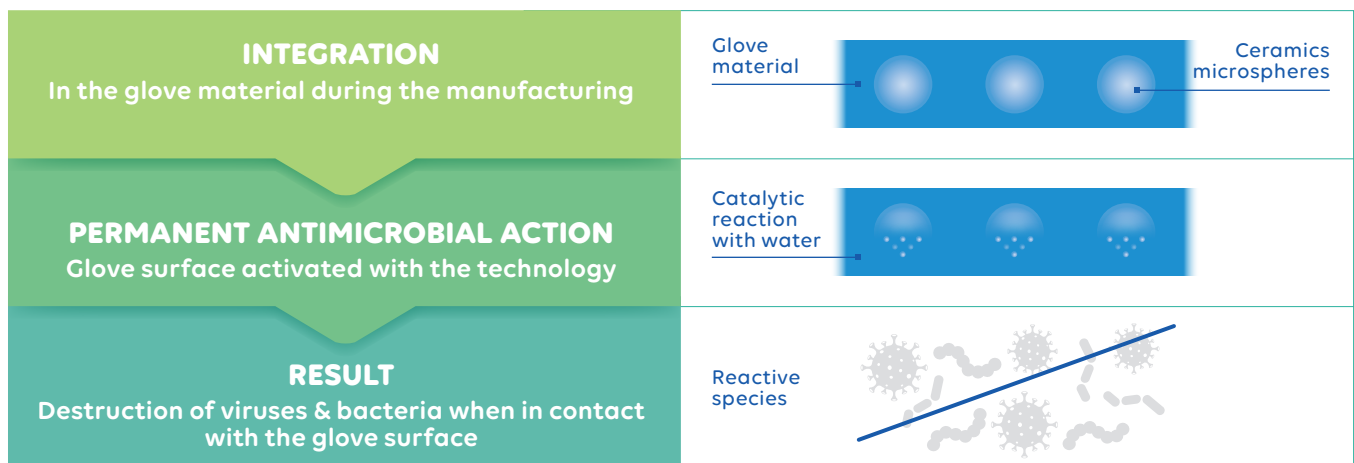 INTEGRATION
In the glove material during the manufacturing
Glove
material
Ceramics
microspheres
PERMANENT ANTIMICROBIAL ACTION
Glove surface activated with the technology
Catalytic
reaction
with water
RESULT
Destruction of viruses & bacteria when in contact
with the glove surface
Reactive
species